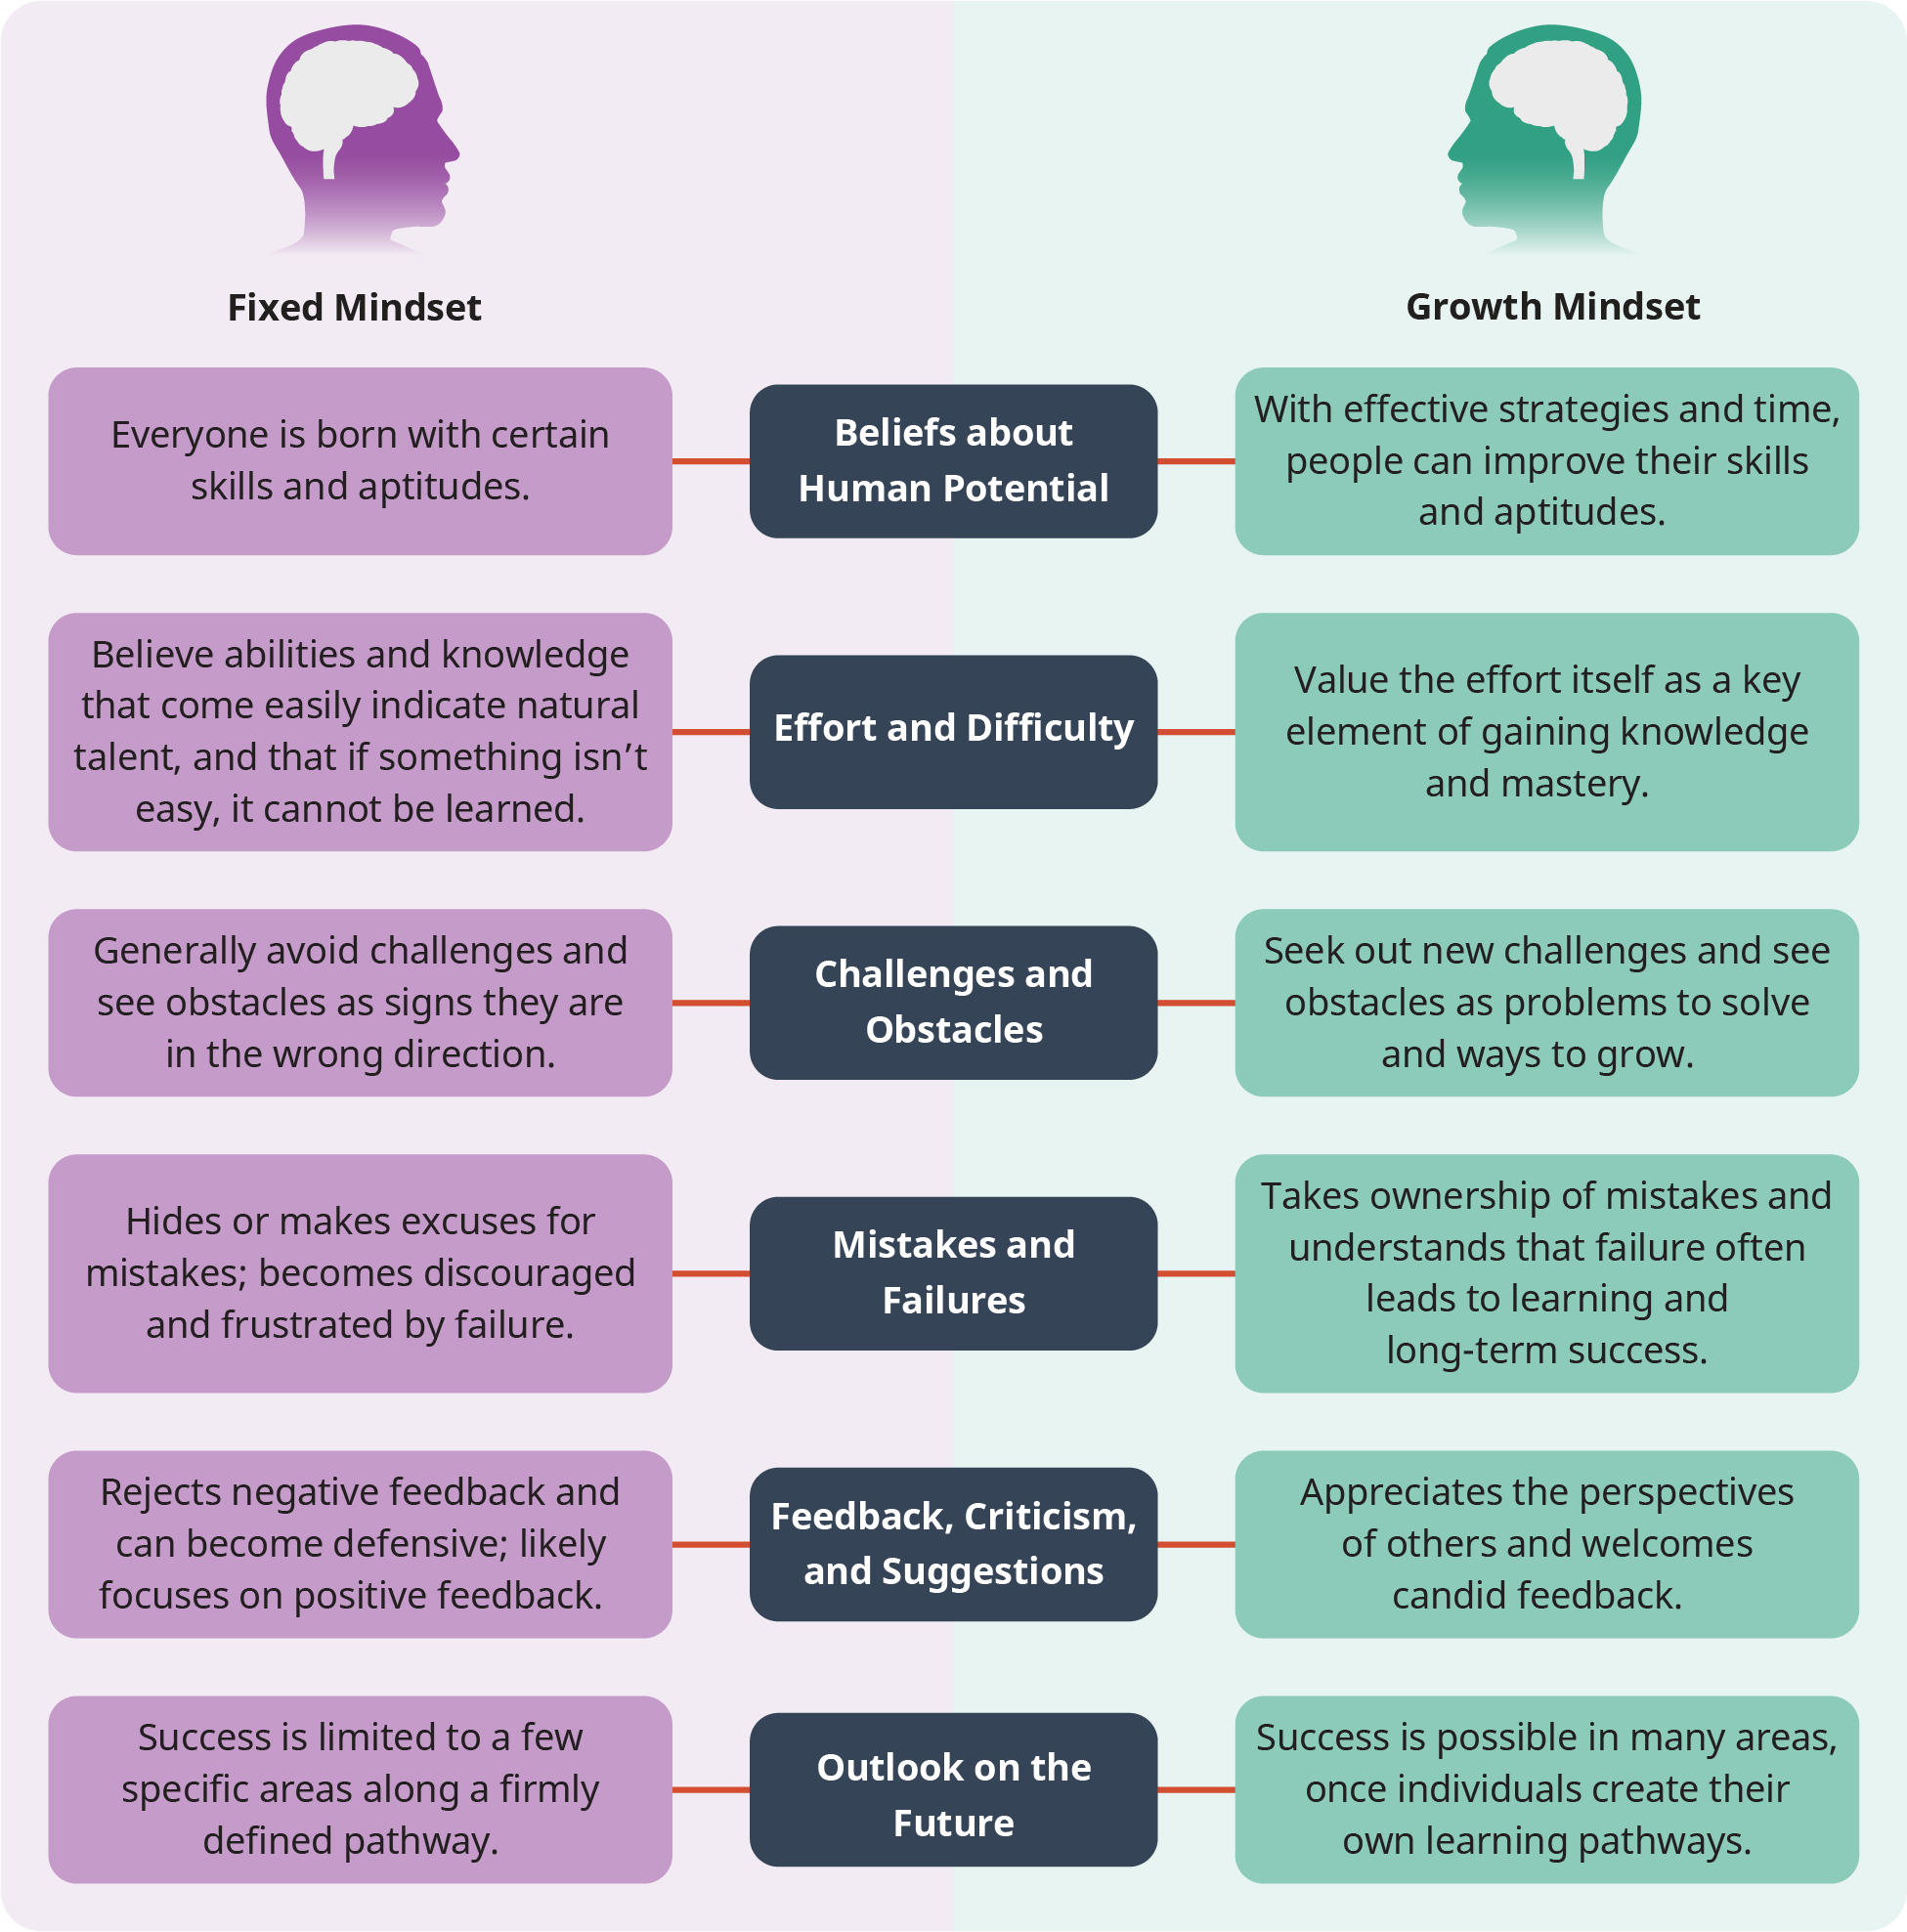 Fixed Mindset
Growth Mindset
Everyone is born with certain
skills and aptitudes.
Beliefs about
Human Potential
With effective strategies and time,
people can improve their skills
and aptitudes.
Believe abilities and knowledge
that come easily indicate natural
talent, and that if something isn’t
easy, it cannot be learned.
Effort and Difficulty
Value the effort itself as a key
element of gaining knowledge
and mastery.
Generally avoid challenges and
see obstacles as signs they are
in the wrong direction.
Challenges and
Obstacles
Seek out new challenges and see
obstacles as problems to solve
and ways to grow.
Hides or makes excuses for
mistakes; becomes discouraged
and frustrated by failure.
Mistakes and
Failures
Takes ownership of mistakes and
understands that failure often
leads to learning and
long-term success.
Rejects negative feedback and
can become defensive; likely
focuses on positive feedback.
Feedback, Criticism,
and Suggestions
Appreciates the perspectives
of others and welcomes
candid feedback.
Success is limited to a few
specific areas along a firmly
defined pathway.
Outlook on the
Future
Success is possible in many areas,
once individuals create their
own learning pathways.